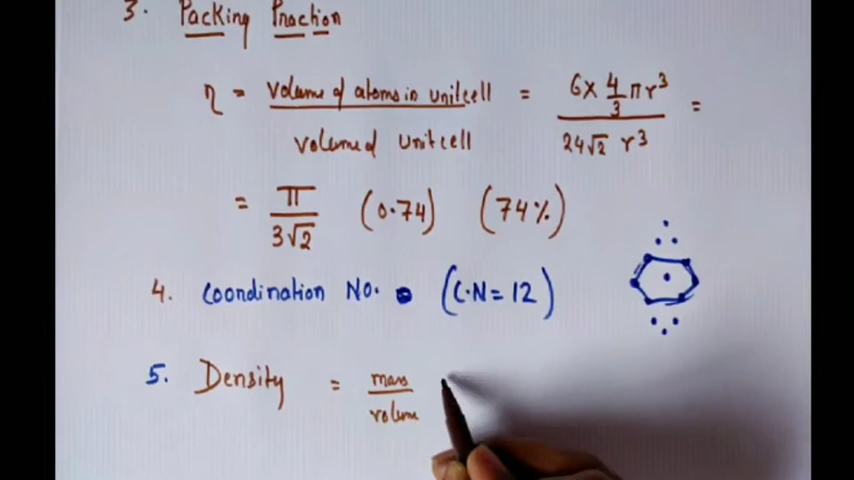 3. Packing Fraction
η = volume of atoms in unitcell / volume of unitcell = 6 × 4/3 πr³ / 24√2 r³ =
= π / 3√2 (0.74) (74%)
4. Coordination No. (C.N = 12)
5. Density = mass / volume